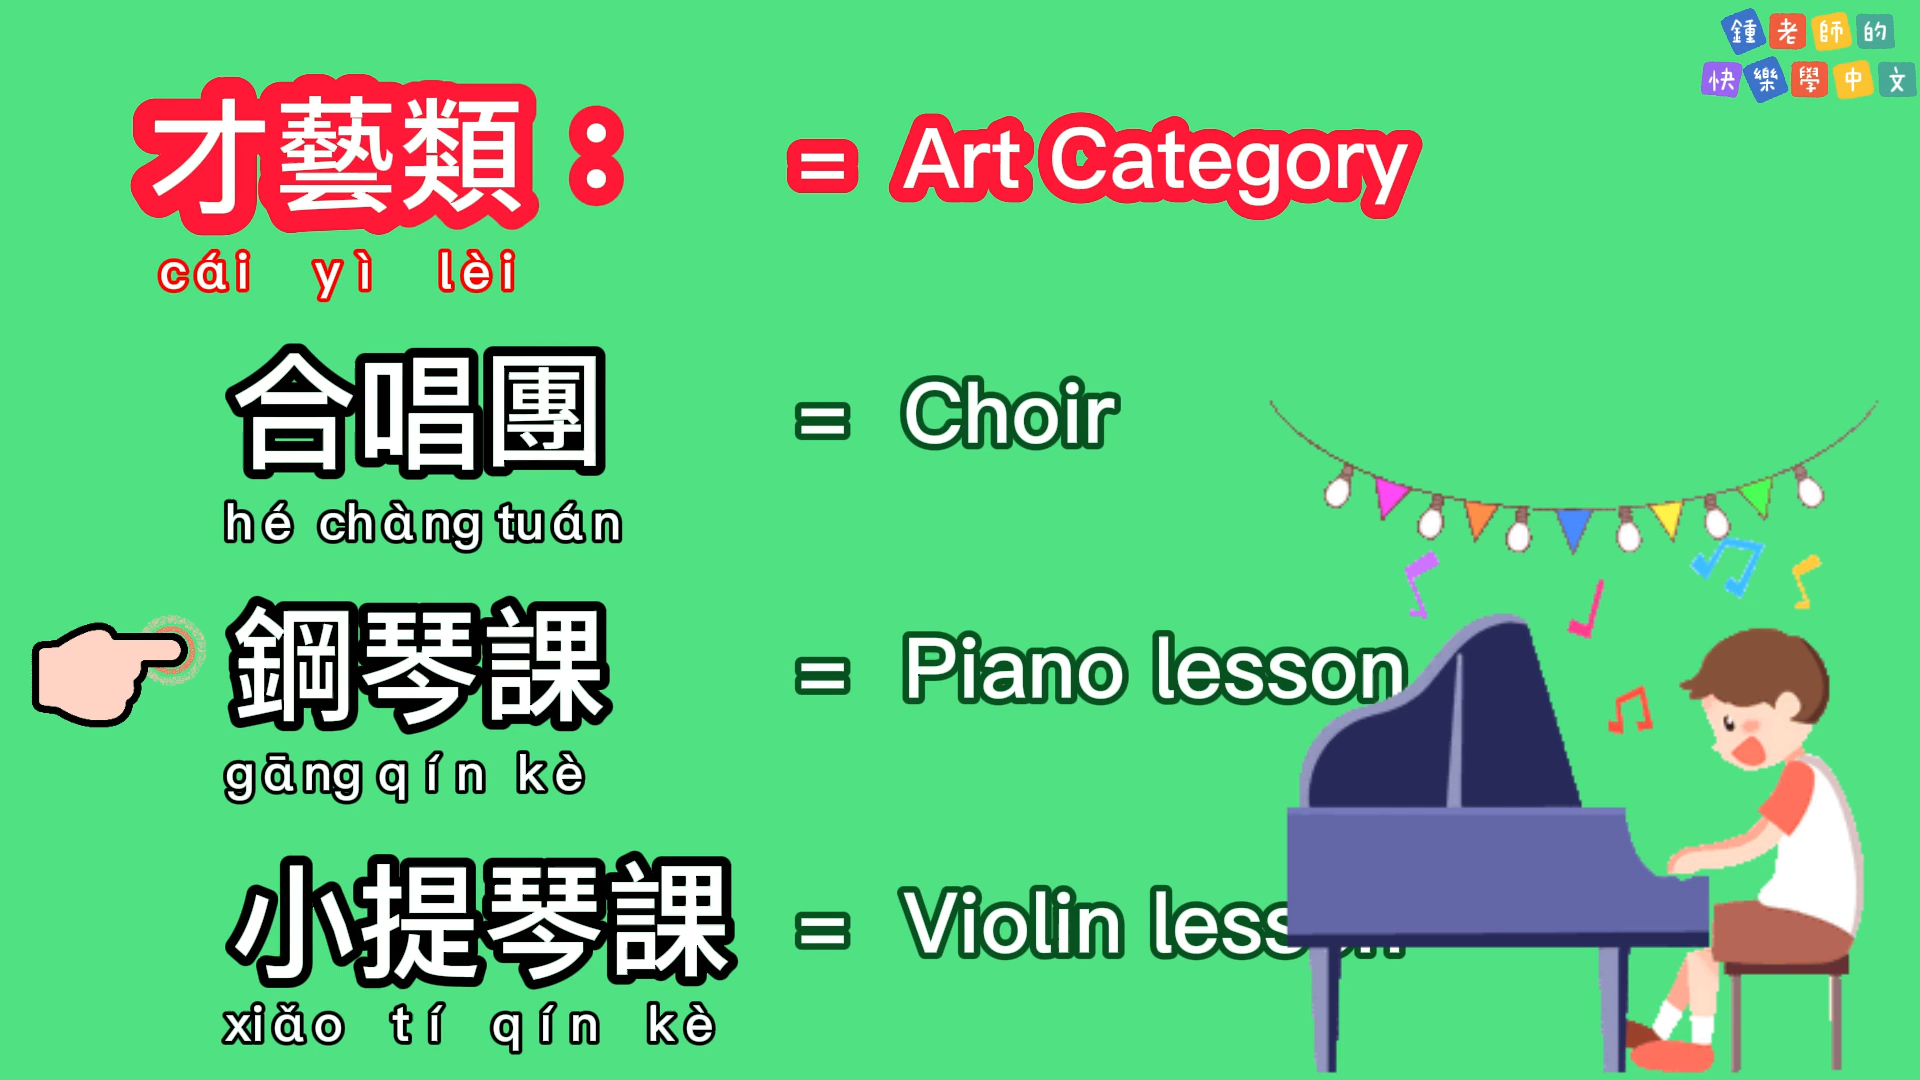 鍾老師的
快樂學中文
才藝類： = Art Category
cái yì lèi
合唱團 = Choir
hé chàng tuán
鋼琴課 = Piano lesson
gāng qín kè
小提琴課 = Violin lesson
xiǎo tí qín kè